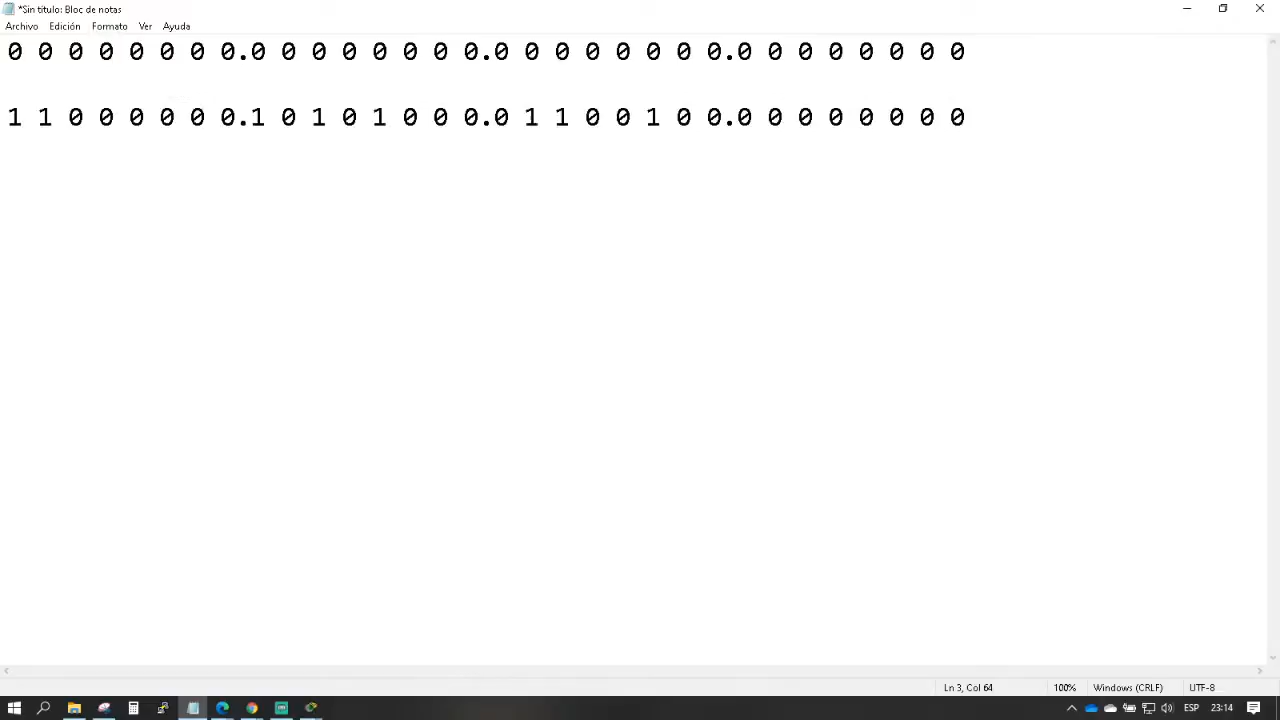 *Sin título: Bloc de notas
Archivo Edición Formato Ver Ayuda
0 0 0 0 0 0 0 0.0 0 0 0 0 0 0 0.0 0 0 0 0 0 0 0.0 0 0 0 0 0 0 0
1 1 0 0 0 0 0 0.1 0 1 0 1 0 0 0.0 1 1 0 0 1 0 0.0 0 0 0 0 0 0 0
Ln 3, Col 64 100% Windows (CRLF) UTF-8
ESP 23:14